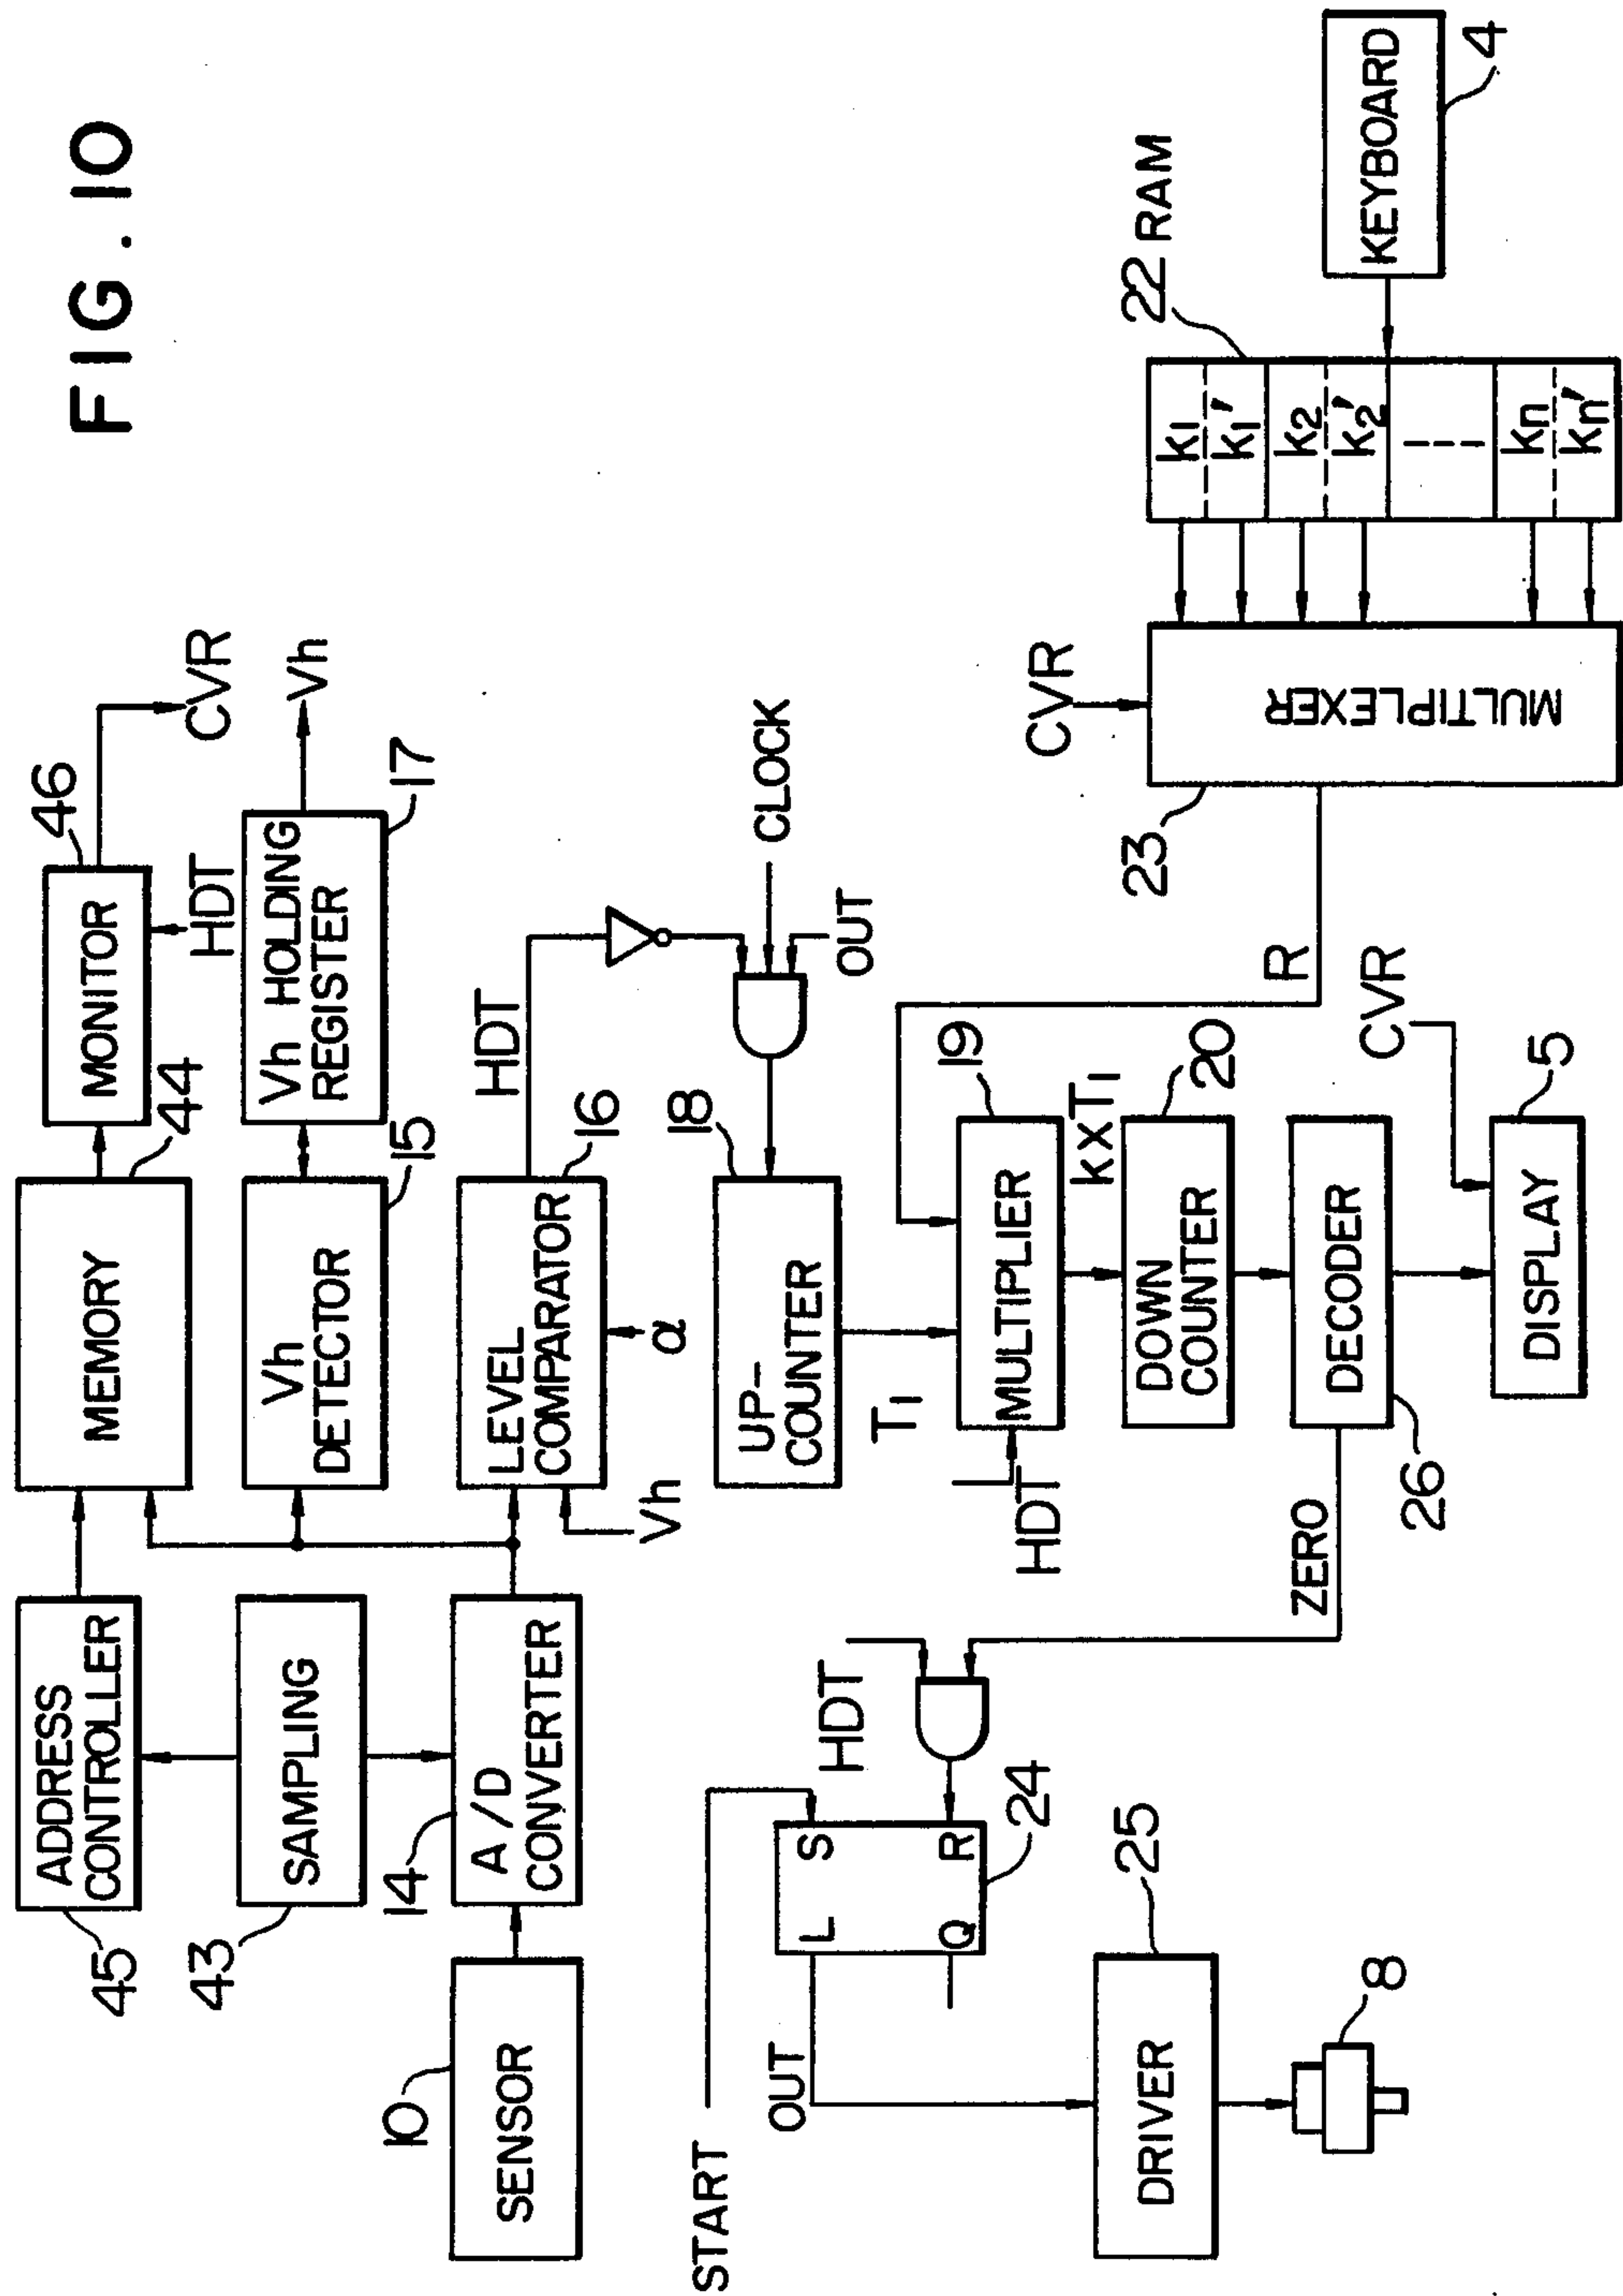 FIG. 10
ADDRESS
CONTROLLER
45
MEMORY
44
MONITOR
46
CVR
HDT
SAMPLING
43
Vh
DETECTOR
15
Vh HOLDING
REGISTER
17
Vh
SENSOR
10
A/D
CONVERTER
14
LEVEL
COMPARATOR
16
Vh
α
HDT
CLOCK
OUT
UP-
COUNTER
18
T1
START
S
L
R
Q
24
OUT
HDT
ZERO
HDT
MULTIPLIER
19
k×T1
R
DOWN
COUNTER
20
DECODER
26
CVR
DISPLAY
5
DRIVER
25
8
CVR
MULTIPLEXER
23
22 RAM
k1
k1'
k2
k2'
---
kn
kn'
KEYBOARD
4